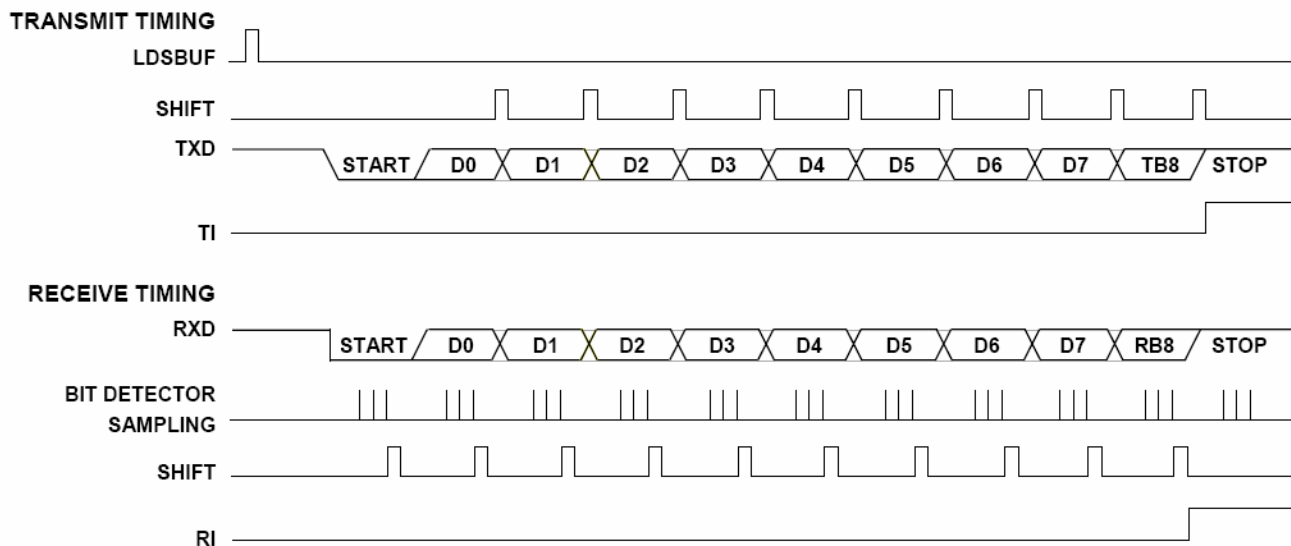 TRANSMIT TIMING
LDSBUF
SHIFT
TXD START D0 D1 D2 D3 D4 D5 D6 D7 TB8 STOP
TI
RECEIVE TIMING
RXD START D0 D1 D2 D3 D4 D5 D6 D7 RB8 STOP
BIT DETECTOR
SAMPLING
SHIFT
RI